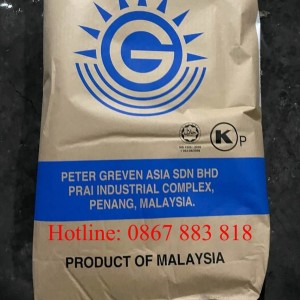 G
K P
PETER GREVEN ASIA SDN BHD
PRAI INDUSTRIAL COMPLEX,
PENANG, MALAYSIA.
Hotline: 0867 883 818
PRODUCT OF MALAYSIA